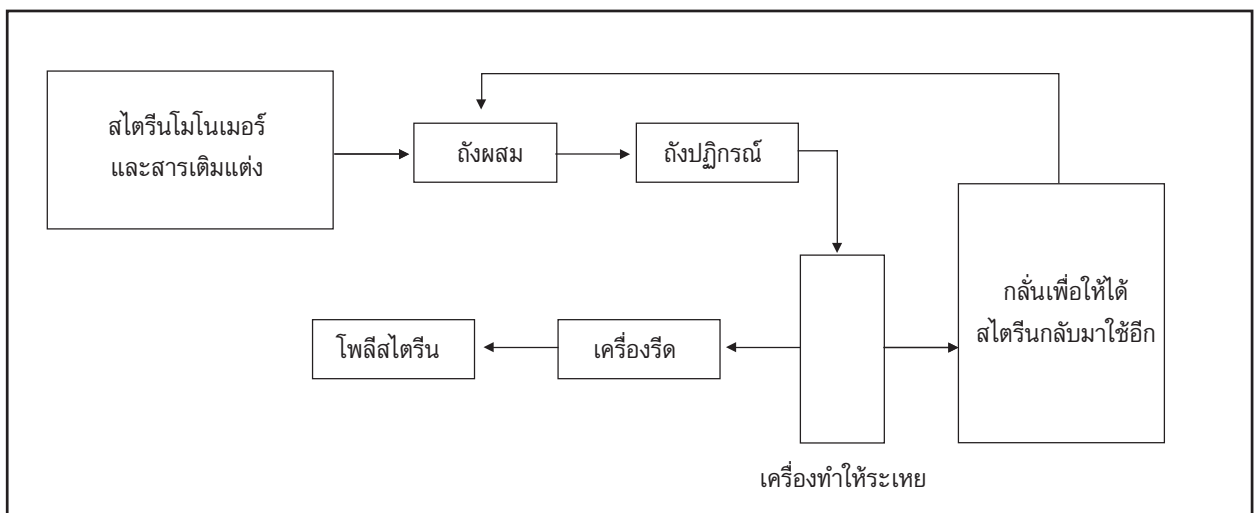 สไตรีนโมโนเมอร์
และสารเติมแต่ง
ถังผสม
ถังปฏิกรณ์
กลั่นเพื่อให้ได้
สไตรีนกลับมาใช้อีก
โพลีสไตรีน
เครื่องรีด
เครื่องทำให้ระเหย